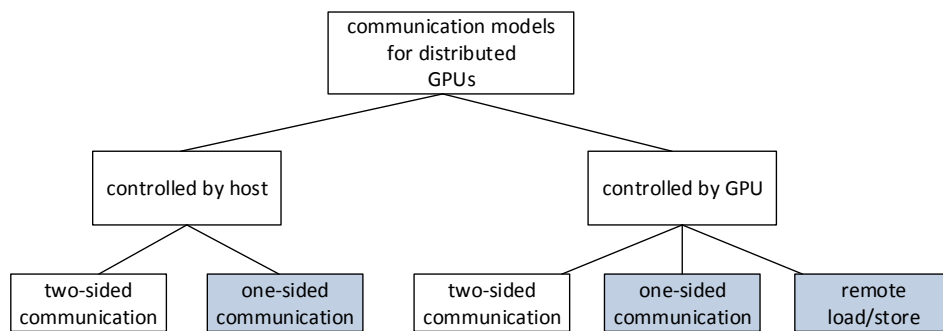 communication models
for distributed
GPUs
controlled by host
controlled by GPU
two-sided
communication
one-sided
communication
two-sided
communication
one-sided
communication
remote
load/store